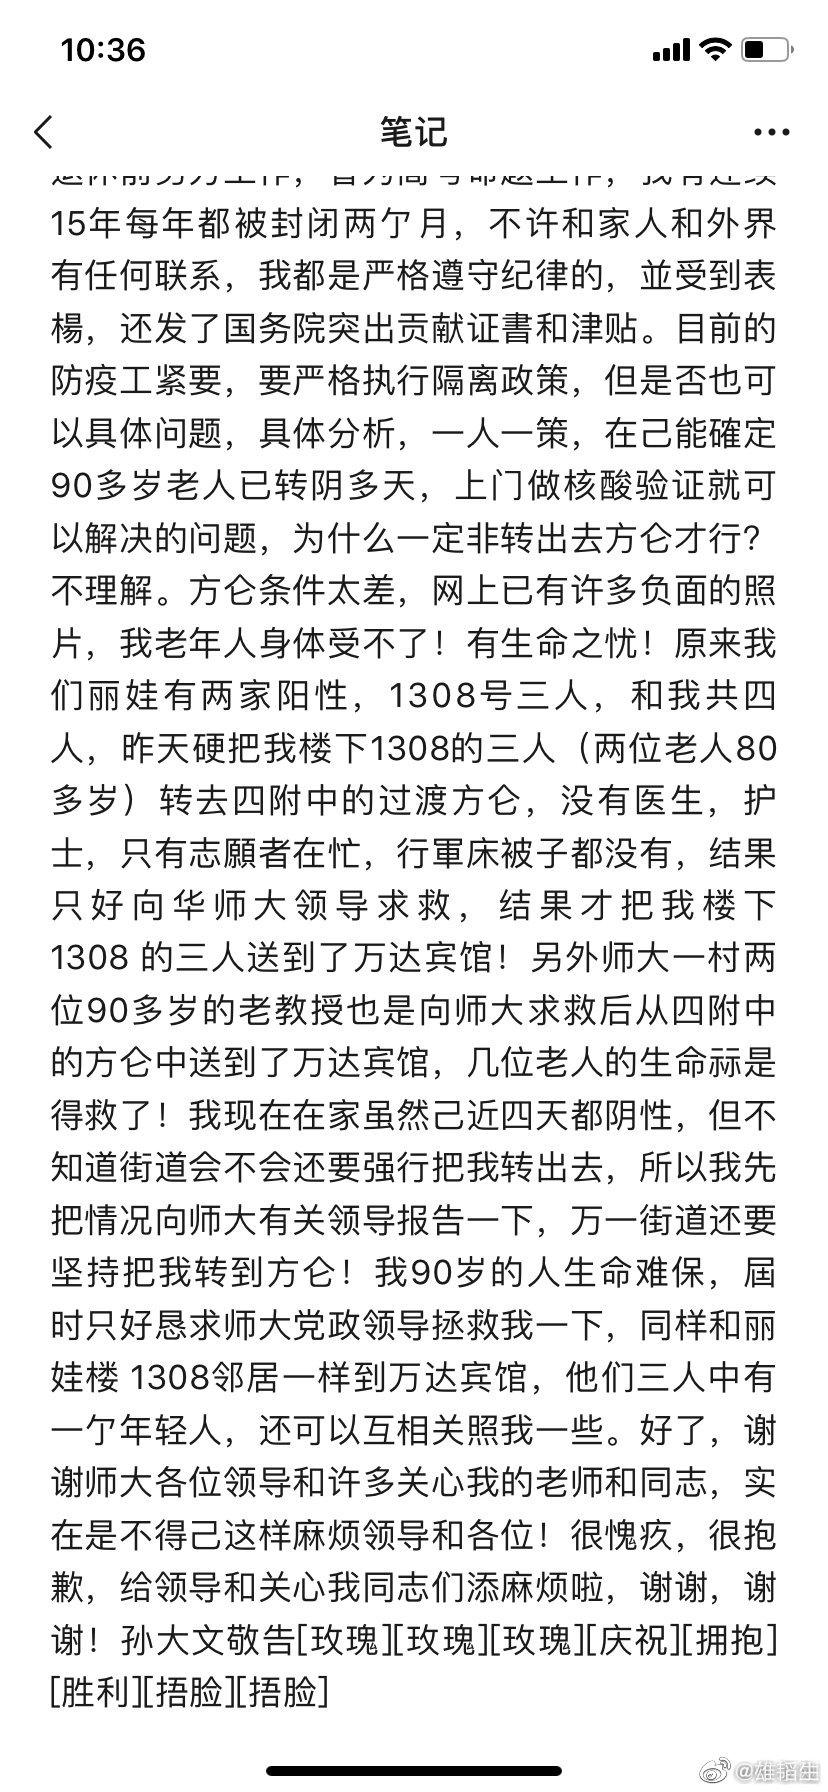 10:36
笔记
退休前努力工作，曾为高考命题工作，我有连续
15年每年都被封闭两亇月，不许和家人和外界
有任何联系，我都是严格遵守纪律的，並受到表
楊，还发了国务院突出贡献证書和津贴。目前的
防疫工紧要，要严格执行隔离政策，但是否也可
以具体问题，具体分析，一人一策，在己能確定
90多岁老人已转阴多天，上门做核酸验证就可
以解决的问题，为什么一定非转出去方仑才行？
不理解。方仑条件太差，网上已有许多负面的照
片，我老年人身体受不了！有生命之忧！原来我
们丽娃有两家阳性，1308号三人，和我共四
人，昨天硬把我楼下1308的三人（两位老人80
多岁）转去四附中的过渡方仑，没有医生，护
士，只有志願者在忙，行軍床被子都没有，结果
只好向华师大领导求救，结果才把我楼下
1308 的三人送到了万达宾馆！另外师大一村两
位90多岁的老教授也是向师大求救后从四附中
的方仑中送到了万达宾馆，几位老人的生命祘是
得救了！我现在在家虽然己近四天都阴性，但不
知道街道会不会还要强行把我转出去，所以我先
把情况向师大有关领导报告一下，万一街道还要
坚持把我转到方仑！我90岁的人生命难保，屆
时只好恳求师大党政领导拯救我一下，同样和丽
娃楼 1308邻居一样到万达宾馆，他们三人中有
一亇年轻人，还可以互相关照我一些。好了，谢
谢师大各位领导和许多关心我的老师和同志，实
在是不得己这样麻烦领导和各位！很愧疚，很抱
歉，给领导和关心我同志们添麻烦啦，谢谢，谢
谢！孙大文敬告[玫瑰][玫瑰][玫瑰][庆祝][拥抱]
[胜利][捂脸][捂脸]
@雄韬生